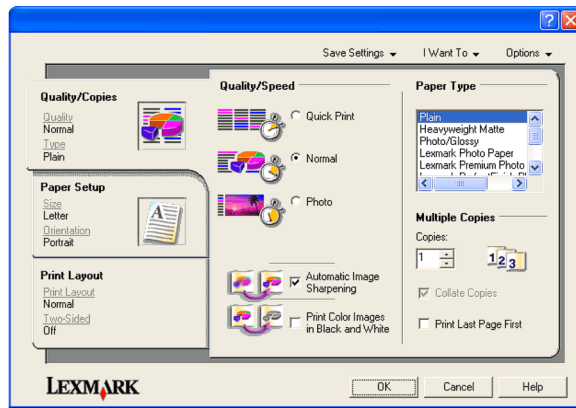 Save Settings
I Want To
Options
Quality/Copies
Quality
Normal
Type
Plain
Paper Setup
Size
Letter
Orientation
Portrait
Print Layout
Print Layout
Normal
Two-Sided
Off
Quality/Speed
Quick Print
Normal
Photo
Automatic Image
Sharpening
Print Color Images
in Black and White
Paper Type
Plain
Heavyweight Matte
Photo/Glossy
Lexmark Photo Paper
Lexmark Premium Photo
Multiple Copies
Copies:
1
1 2 3
Collate Copies
Print Last Page First
LEXMARK
OK
Cancel
Help